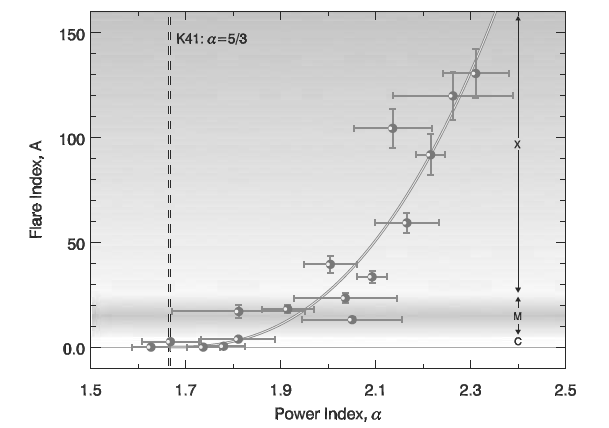 150
100
50
0.0
Flare Index, A
K41: α=5/3
X
M
C
1.5
1.7
1.9
2.1
2.3
2.5
Power Index, α